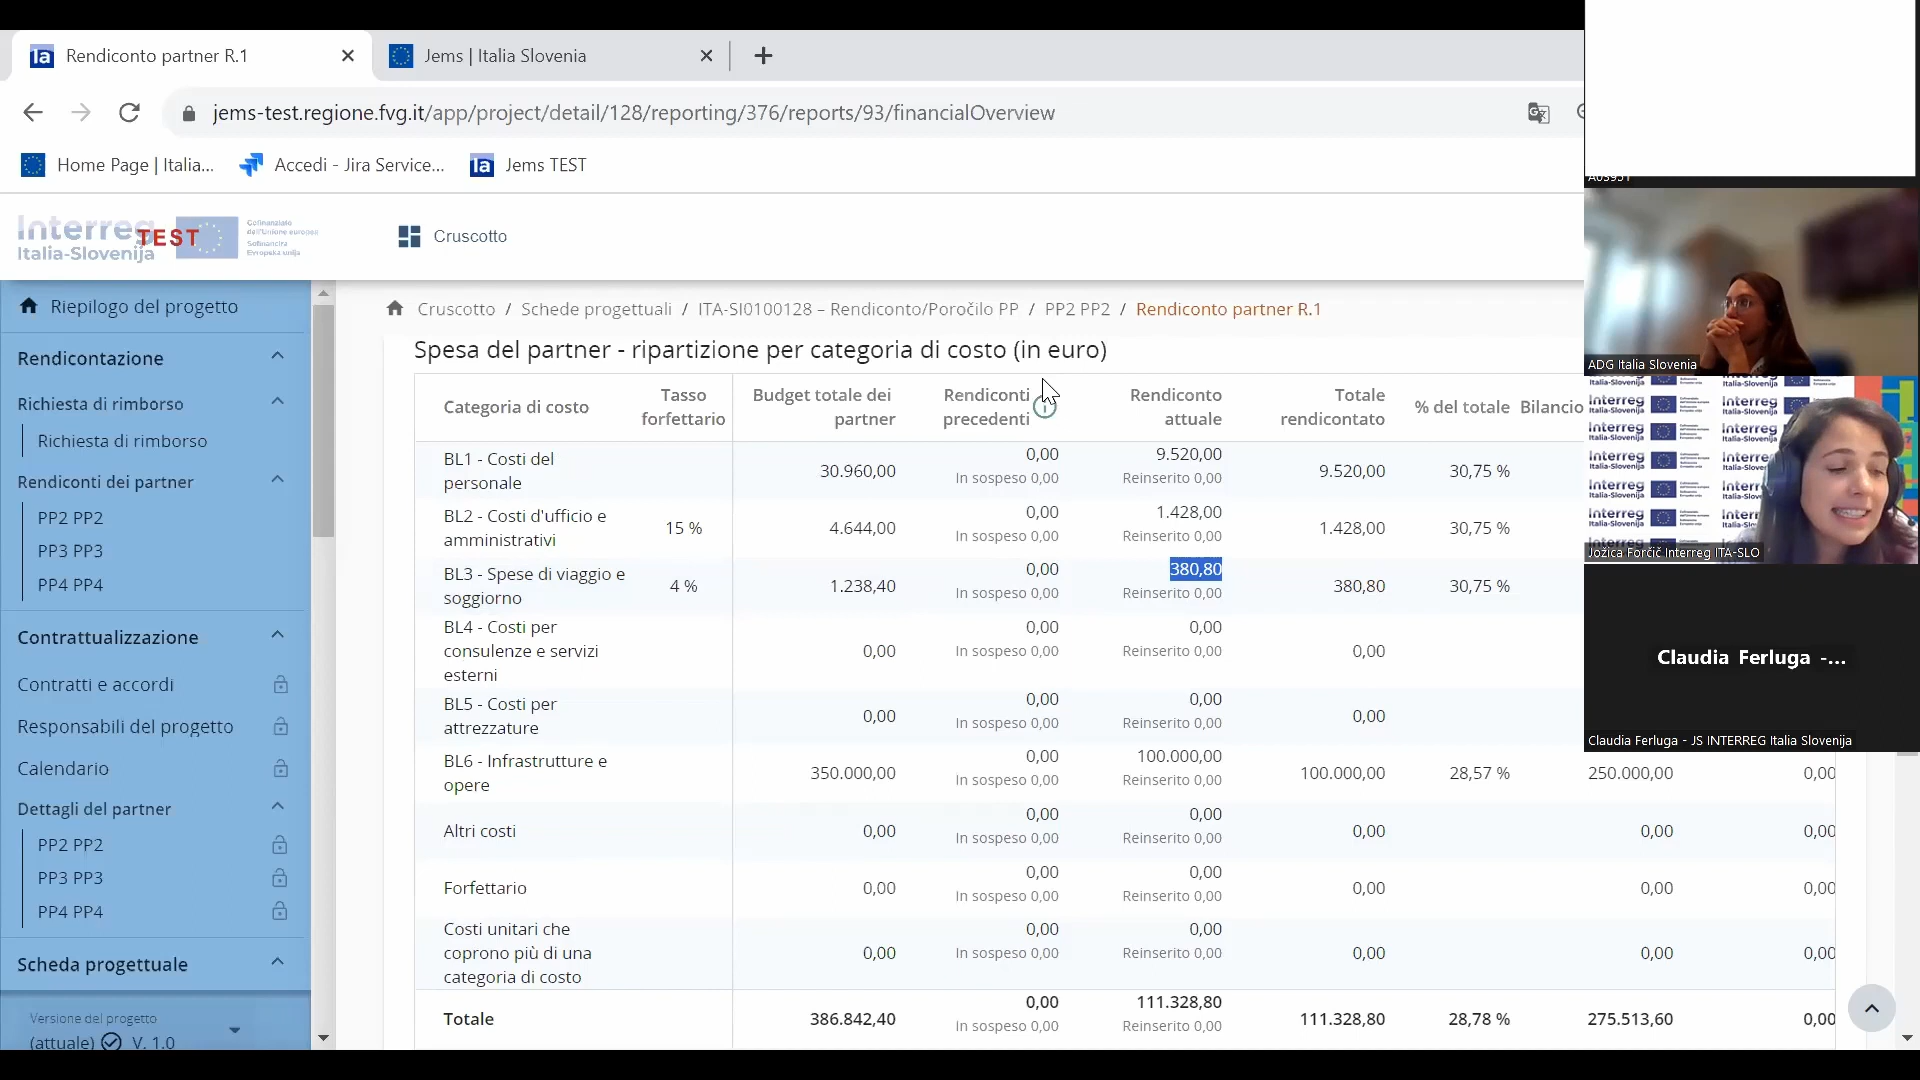 Rendiconto partner R.1
Jems | Italia Slovenia
jems-test.regione.fvg.it/app/project/detail/128/reporting/376/reports/93/financialOverview
Home Page | Italia...
Accedi - Jira Service...
Jems TEST
Interreg
TEST
Italia-Slovenija
Cofinanziato
dell'Unione europea
Sofinancira
Evropska unija
Cruscotto
Riepilogo del progetto
Rendicontazione
Richiesta di rimborso
Richiesta di rimborso
Rendiconti dei partner
PP2 PP2
PP3 PP3
PP4 PP4
Contrattualizzazione
Contratti e accordi
Responsabili del progetto
Calendario
Dettagli del partner
PP2 PP2
PP3 PP3
PP4 PP4
Scheda progettuale
Versione del progetto
(attuale) V. 1.0
Cruscotto / Schede progettuali / ITA-SI0100128 – Rendiconto/Poročilo PP / PP2 PP2 / Rendiconto partner R.1
Spesa del partner - ripartizione per categoria di costo (in euro)
Categoria di costo
Tasso
forfettario
Budget totale dei
partner
Rendiconti
precedenti
Rendiconto
attuale
Totale
rendicontato
% del totale
Bilancio
BL1 - Costi del
personale
30.960,00
0,00
In sospeso 0,00
9.520,00
Reinserito 0,00
9.520,00
30,75 %
BL2 - Costi d'ufficio e
amministrativi
15 %
4.644,00
0,00
In sospeso 0,00
1.428,00
Reinserito 0,00
1.428,00
30,75 %
BL3 - Spese di viaggio e
soggiorno
4 %
1.238,40
0,00
In sospeso 0,00
380,80
Reinserito 0,00
380,80
30,75 %
BL4 - Costi per
consulenze e servizi
esterni
0,00
0,00
In sospeso 0,00
0,00
Reinserito 0,00
0,00
BL5 - Costi per
attrezzature
0,00
0,00
In sospeso 0,00
0,00
Reinserito 0,00
0,00
BL6 - Infrastrutture e
opere
350.000,00
0,00
In sospeso 0,00
100.000,00
Reinserito 0,00
100.000,00
28,57 %
250.000,00
0,00
Altri costi
0,00
0,00
In sospeso 0,00
0,00
Reinserito 0,00
0,00
0,00
0,00
Forfettario
0,00
0,00
In sospeso 0,00
0,00
Reinserito 0,00
0,00
0,00
0,00
Costi unitari che
coprono più di una
categoria di costo
0,00
0,00
In sospeso 0,00
0,00
Reinserito 0,00
0,00
0,00
0,00
Totale
386.842,40
0,00
In sospeso 0,00
111.328,80
Reinserito 0,00
111.328,80
28,78 %
275.513,60
0,00
ADG Italia Slovenia
Interreg
Italia-Slovenija
Jožica Forčič Interreg ITA-SLO
Claudia Ferluga -...
Claudia Ferluga - JS INTERREG Italia Slovenija